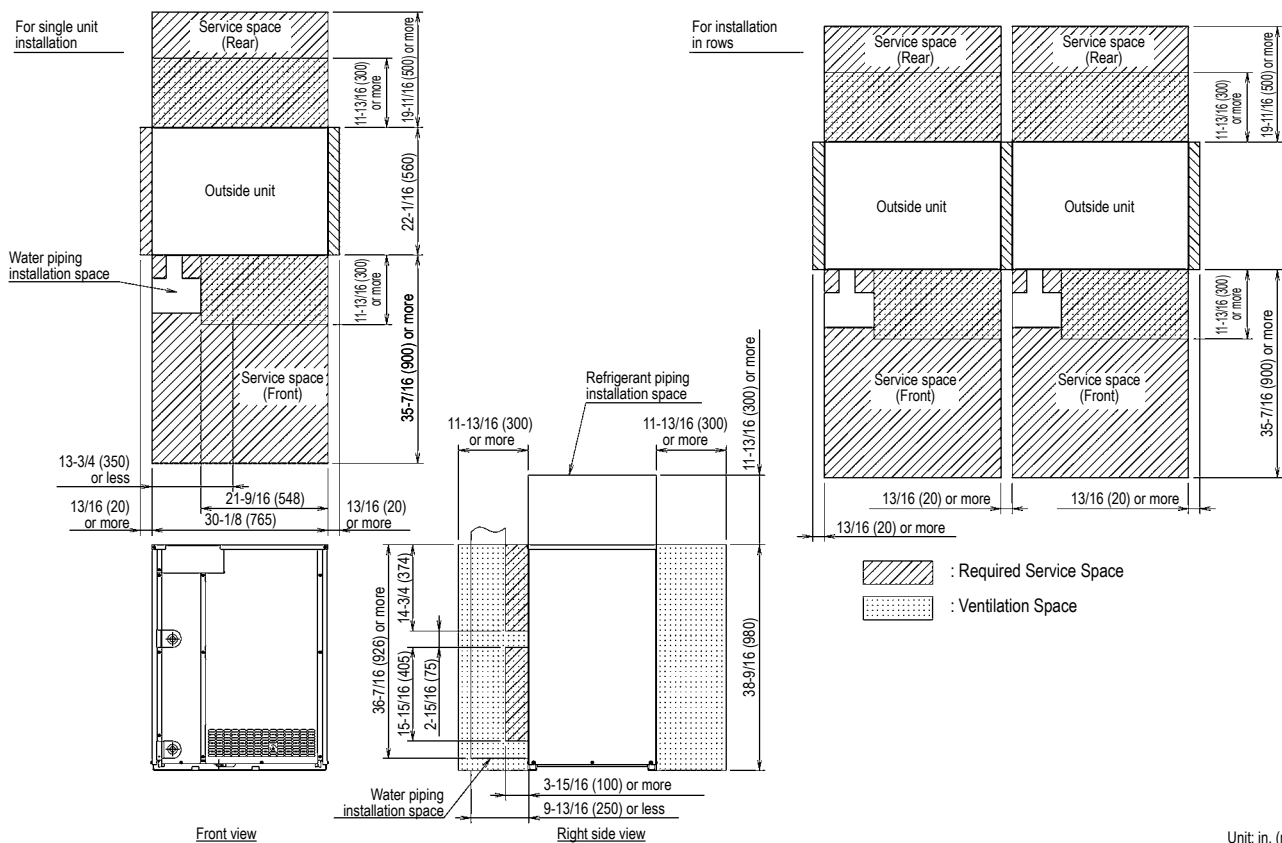 For single unit
installation
Service space
(Rear)
11-13/16 (300)
or more
19-11/16 (500) or more
Outside unit
22-1/16 (560)
Water piping
installation space
11-13/16 (300)
or more
35-7/16 (900) or more
Service space
(Front)
13-3/4 (350)
or less
21-9/16 (548)
13/16 (20)
or more
30-1/8 (765)
13/16 (20)
or more
Front view
Refrigerant piping
installation space
11-13/16 (300)
or more
11-13/16 (300)
or more
11-13/16 (300) or more
36-7/16 (926) or more
14-3/4 (374)
15-15/16 (405)
2-15/16 (75)
38-9/16 (980)
Water piping
installation space
3-15/16 (100) or more
9-13/16 (250) or less
Right side view
For installation
in rows
Service space
(Rear)
Service space
(Rear)
11-13/16 (300)
or more
19-11/16 (500) or more
Outside unit
Outside unit
11-13/16 (300)
or more
35-7/16 (900) or more
Service space
(Front)
Service space
(Front)
13/16 (20) or more
13/16 (20) or more
13/16 (20) or more
: Required Service Space
: Ventilation Space
Unit: in. (